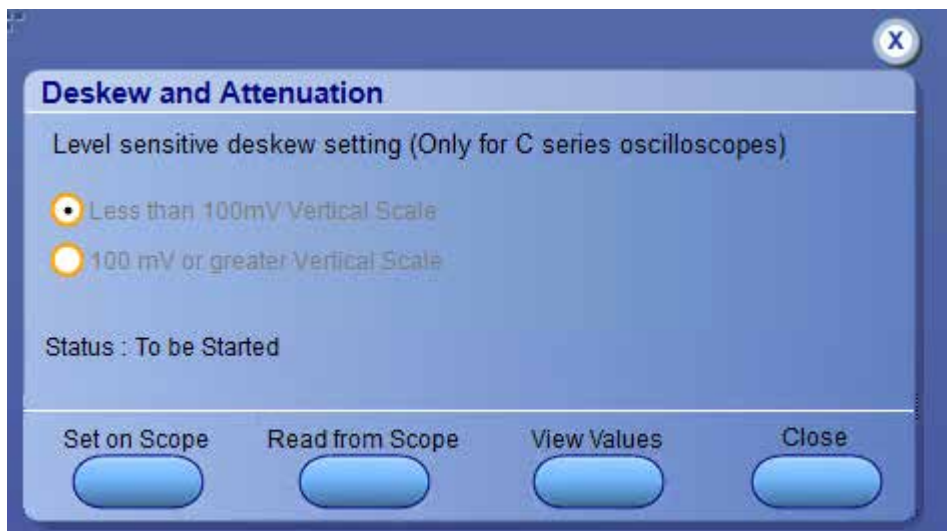 X
Deskew and Attenuation
Level sensitive deskew setting (Only for C series oscilloscopes)
Less than 100mV Vertical Scale
100 mV or greater Vertical Scale
Status : To be Started
Set on Scope Read from Scope View Values Close